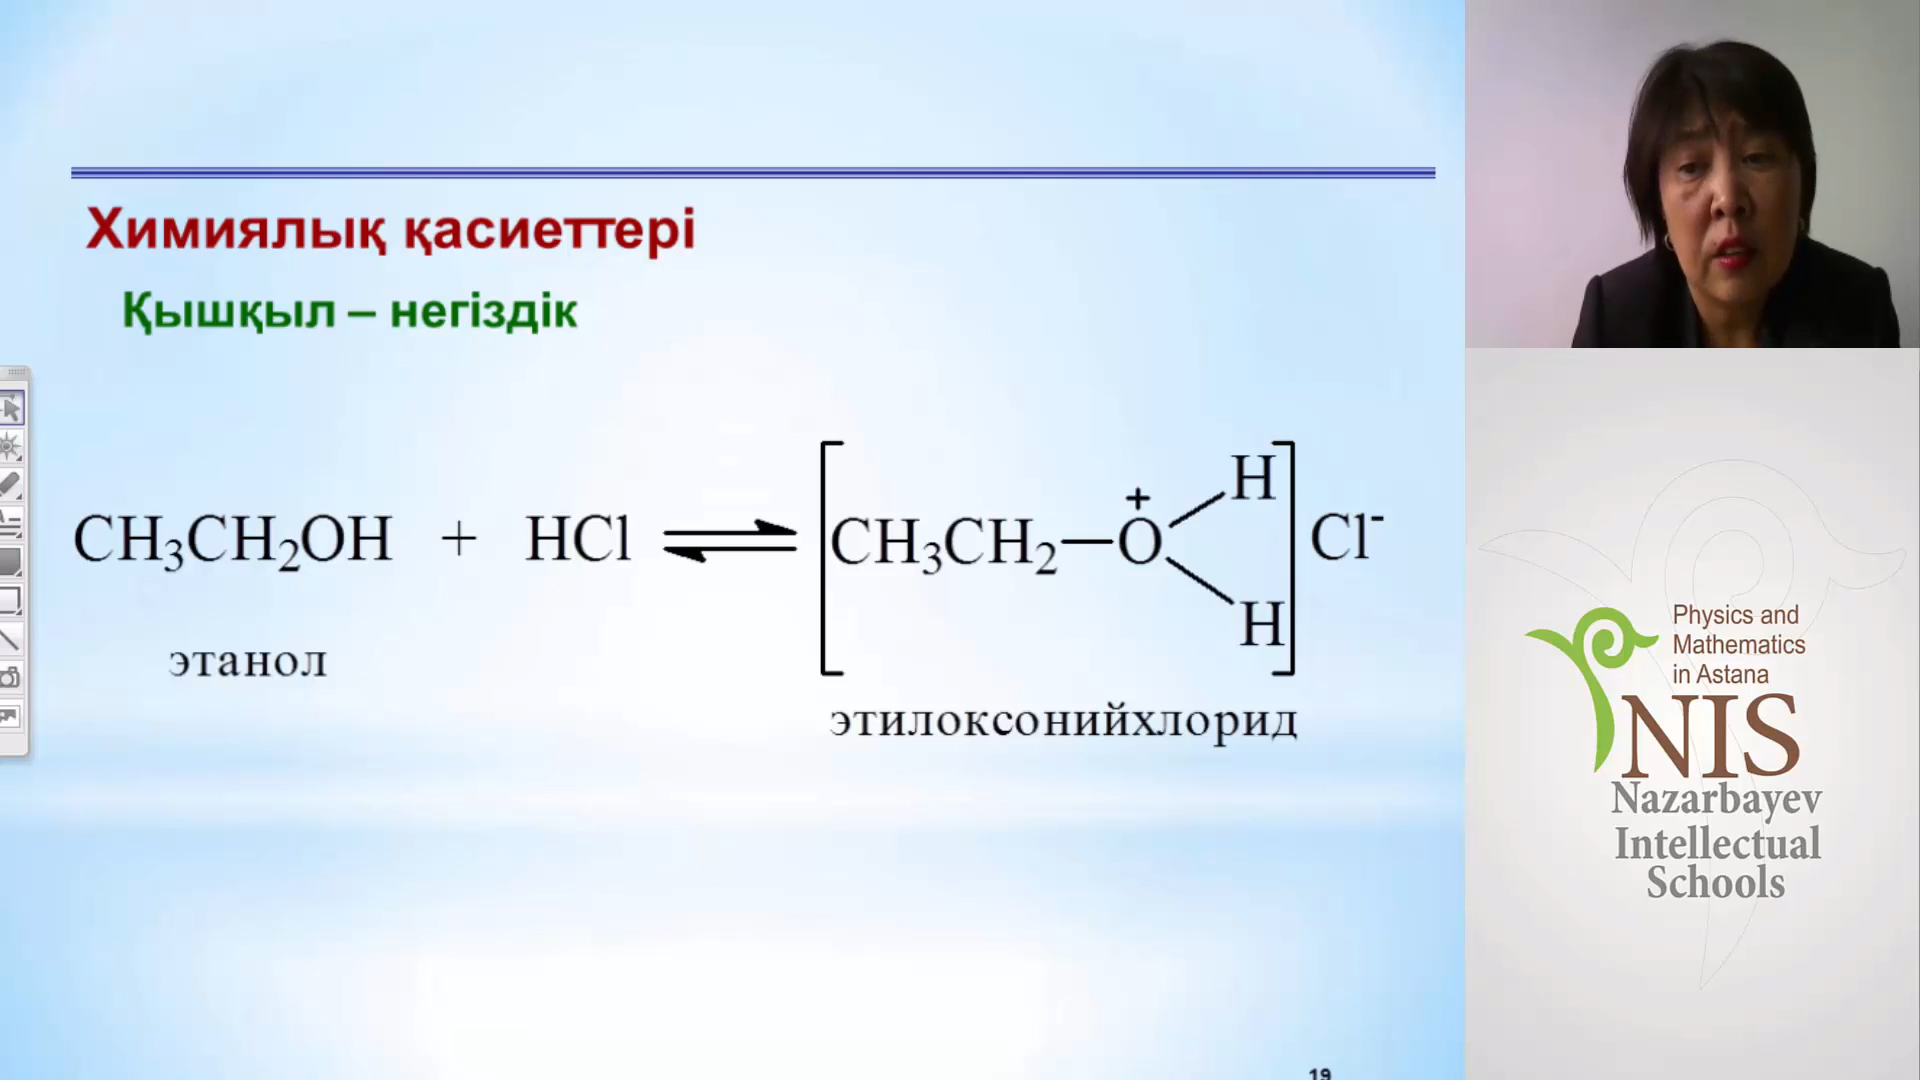 Химиялық қасиеттері
Қышқыл – негіздік
CH₃CH₂OH + HCl ⇌ [CH₃CH₂—O⁺(H)(H)] Cl⁻
этанол
этилоксонийхлорид
19
Physics and
Mathematics
in Astana
NIS
Nazarbayev
Intellectual
Schools